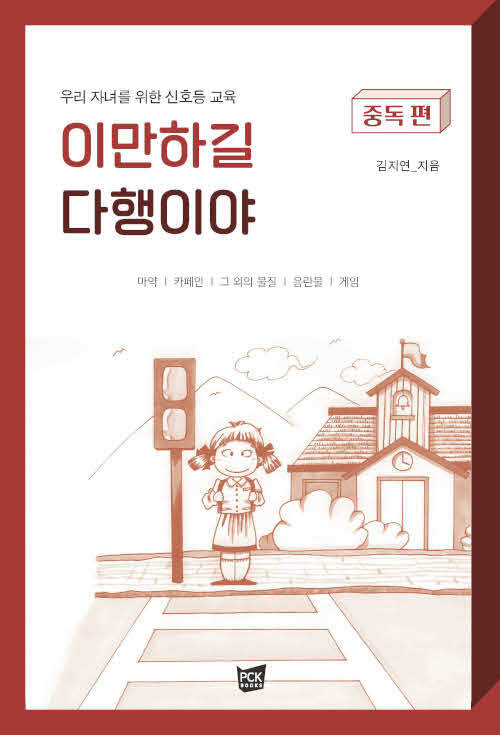 우리 자녀를 위한 신호등 교육
이만하길
다행이야
중독 편
김지연_지음
마약 | 카페인 | 그 외의 물질 | 음란물 | 게임
PCK
BOOKS